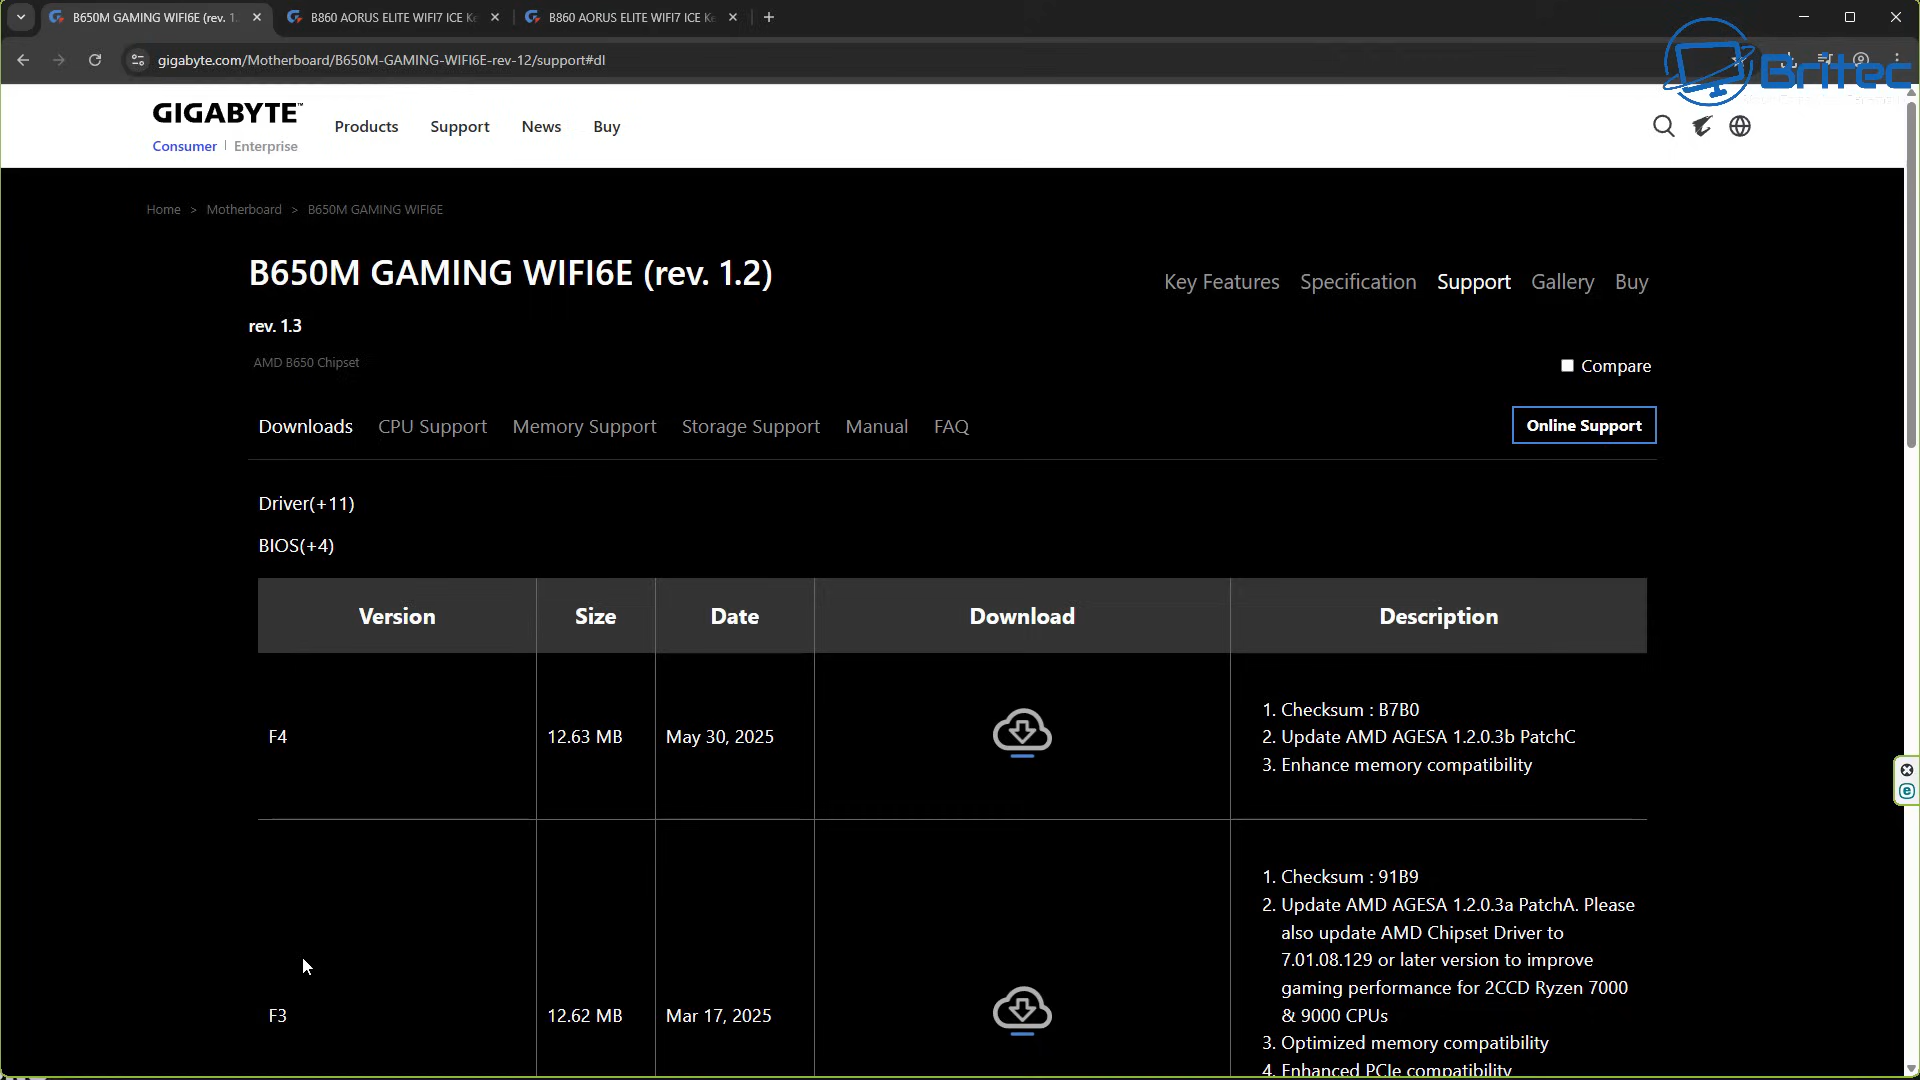 B650M GAMING WIFI6E (rev. 1.
B860 AORUS ELITE WIFI7 ICE Ke
B860 AORUS ELITE WIFI7 ICE Ke
gigabyte.com/Motherboard/B650M-GAMING-WIFI6E-rev-12/support#dl
Britec
GIGABYTE™
Consumer | Enterprise
Products Support News Buy
Home > Motherboard > B650M GAMING WIFI6E
B650M GAMING WIFI6E (rev. 1.2)
Key Features Specification Support Gallery Buy
rev. 1.3
AMD B650 Chipset
Compare
Downloads CPU Support Memory Support Storage Support Manual FAQ
Online Support
Driver(+11)
BIOS(+4)
Version Size Date Download Description
F4 12.63 MB May 30, 2025
1. Checksum : B7B0
2. Update AMD AGESA 1.2.0.3b PatchC
3. Enhance memory compatibility
F3 12.62 MB Mar 17, 2025
1. Checksum : 91B9
2. Update AMD AGESA 1.2.0.3a PatchA. Please
also update AMD Chipset Driver to
7.01.08.129 or later version to improve
gaming performance for 2CCD Ryzen 7000
& 9000 CPUs
3. Optimized memory compatibility
4. Enhanced PCIe compatibility